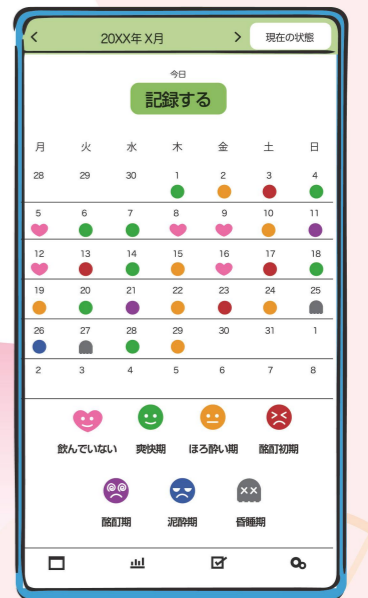 20XX年 X月 現在の状態
今日
記録する
月 火 水 木 金 土 日
28 29 30 1 2 3 4
5 6 7 8 9 10 11
12 13 14 15 16 17 18
19 20 21 22 23 24 25
26 27 28 29 30 31 1
2 3 4 5 6 7 8
飲んでいない 爽快期 ほろ酔い期 酩酊初期
酩酊期 泥酔期 昏睡期